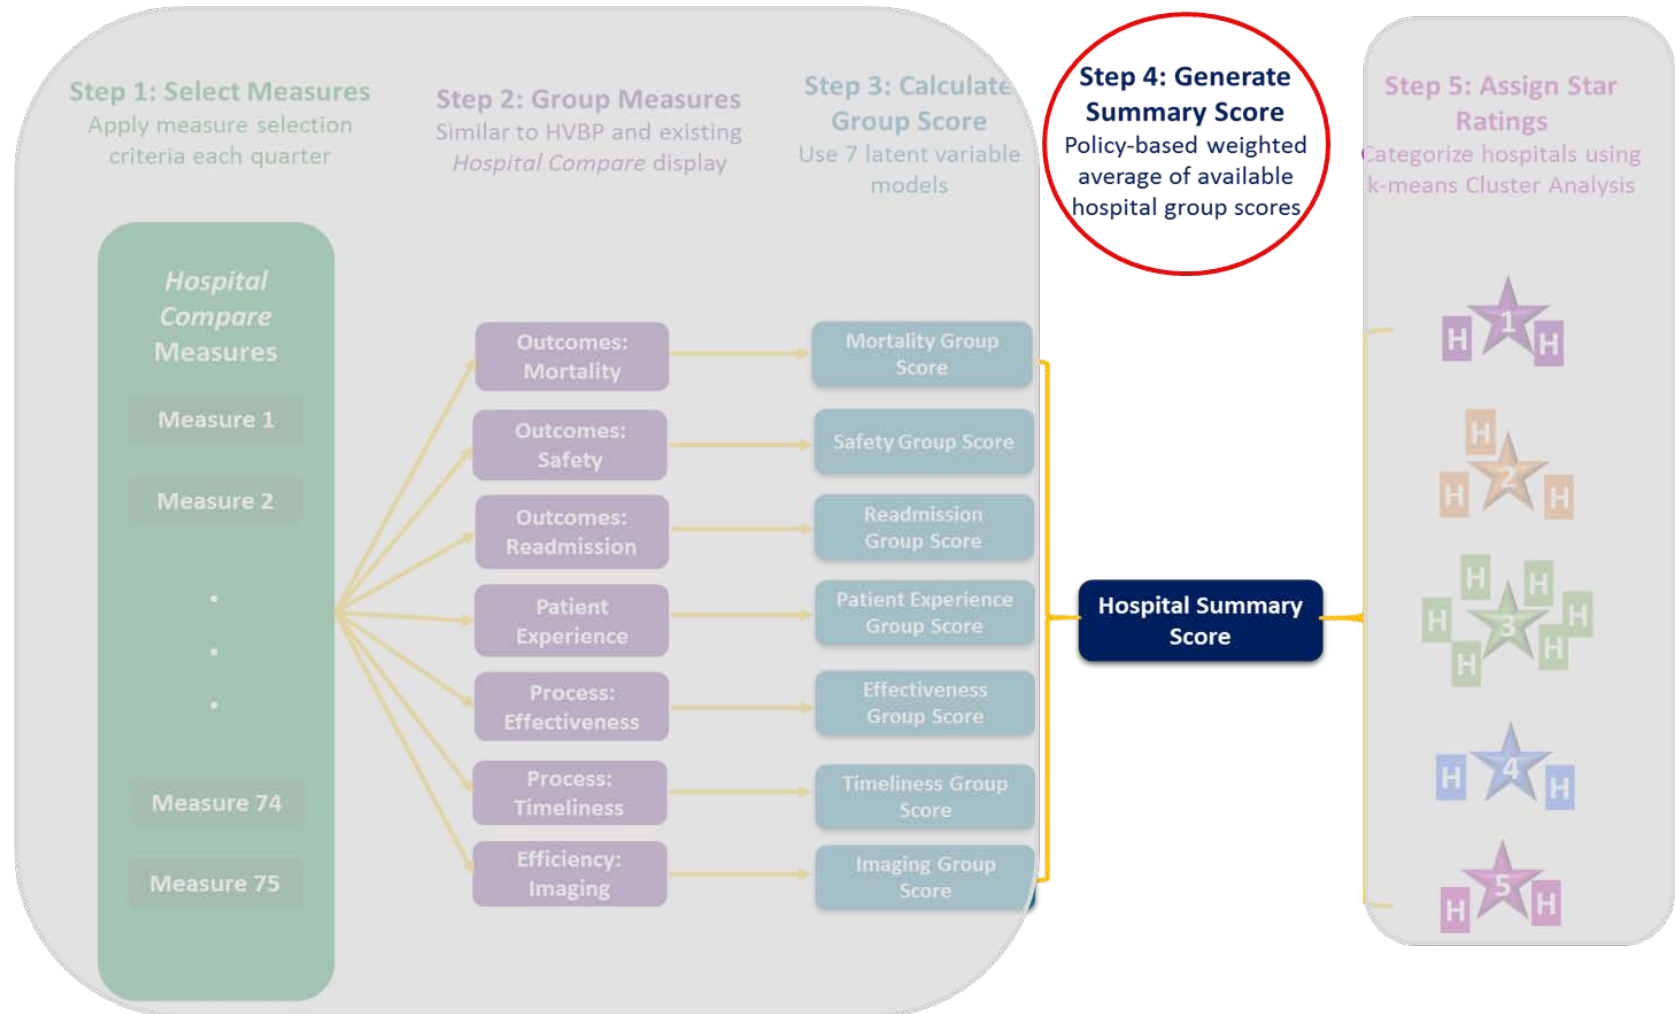 Step 1: Select Measures
Apply measure selection
criteria each quarter
Step 2: Group Measures
Similar to HVBP and existing
Hospital Compare display
Step 3: Calculate
Group Score
Use 7 latent variable
models
Step 4: Generate
Summary Score
Policy-based weighted
average of available
hospital group scores
Step 5: Assign Star
Ratings
Categorize hospitals using
k-means Cluster Analysis
Hospital
Compare
Measures
Measure 1
Measure 2
.
.
.
Measure 74
Measure 75
Outcomes:
Mortality
Outcomes:
Safety
Outcomes:
Readmission
Patient
Experience
Process:
Effectiveness
Process:
Timeliness
Efficiency:
Imaging
Mortality Group
Score
Safety Group Score
Readmission
Group Score
Patient Experience
Group Score
Effectiveness
Group Score
Timeliness Group
Score
Imaging Group
Score
Hospital Summary
Score
1
H H
H
2
H H
H H
H 3 H
H H
4
H H
5
H H